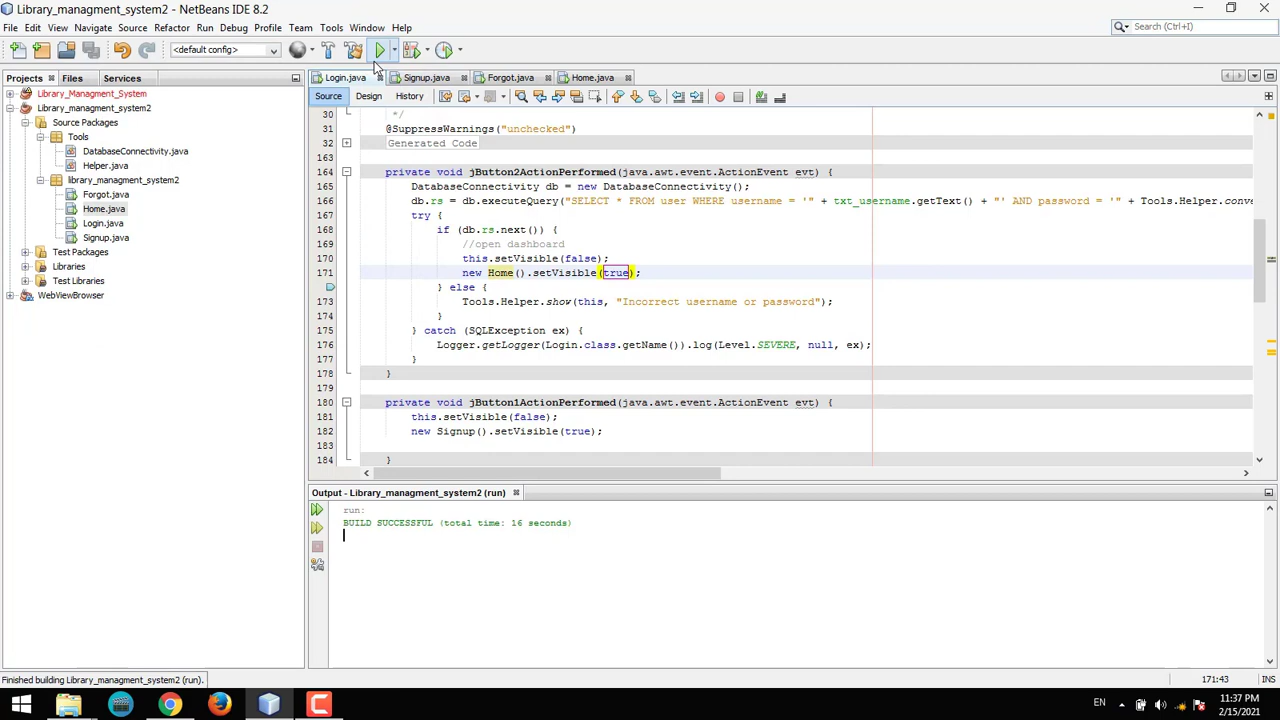 Library_managment_system2 - NetBeans IDE 8.2
File Edit View Navigate Source Refactor Run Debug Profile Team Tools Window Help
Search (Ctrl+I)
<default config>
Projects Files Services
Login.java Signup.java Forgot.java Home.java
Source Design History
Library_Managment_System
Library_managment_system2
Source Packages
Tools
DatabaseConnectivity.java
Helper.java
library_managment_system2
Forgot.java
Home.java
Login.java
Signup.java
Test Packages
Libraries
Test Libraries
WebViewBrowser
30 */
31 @SuppressWarnings("unchecked")
32 Generated Code
163
164 private void jButton2ActionPerformed(java.awt.event.ActionEvent evt) {
165 DatabaseConnectivity db = new DatabaseConnectivity();
166 db.rs = db.executeQuery("SELECT * FROM user WHERE username = '" + txt_username.getText() + "' AND password = '" + Tools.Helper.conve
167 try {
168 if (db.rs.next()) {
169 //open dashboard
170 this.setVisible(false);
171 new Home().setVisible(true);
} else {
173 Tools.Helper.show(this, "Incorrect username or password");
174 }
175 } catch (SQLException ex) {
176 Logger.getLogger(Login.class.getName()).log(Level.SEVERE, null, ex);
177 }
178 }
179
180 private void jButton1ActionPerformed(java.awt.event.ActionEvent evt) {
181 this.setVisible(false);
182 new Signup().setVisible(true);
183
184 }
Output - Library_managment_system2 (run)
run:
BUILD SUCCESSFUL (total time: 16 seconds)
Finished building Library_managment_system2 (run).
171:43 INS
EN
11:37 PM
2/15/2021